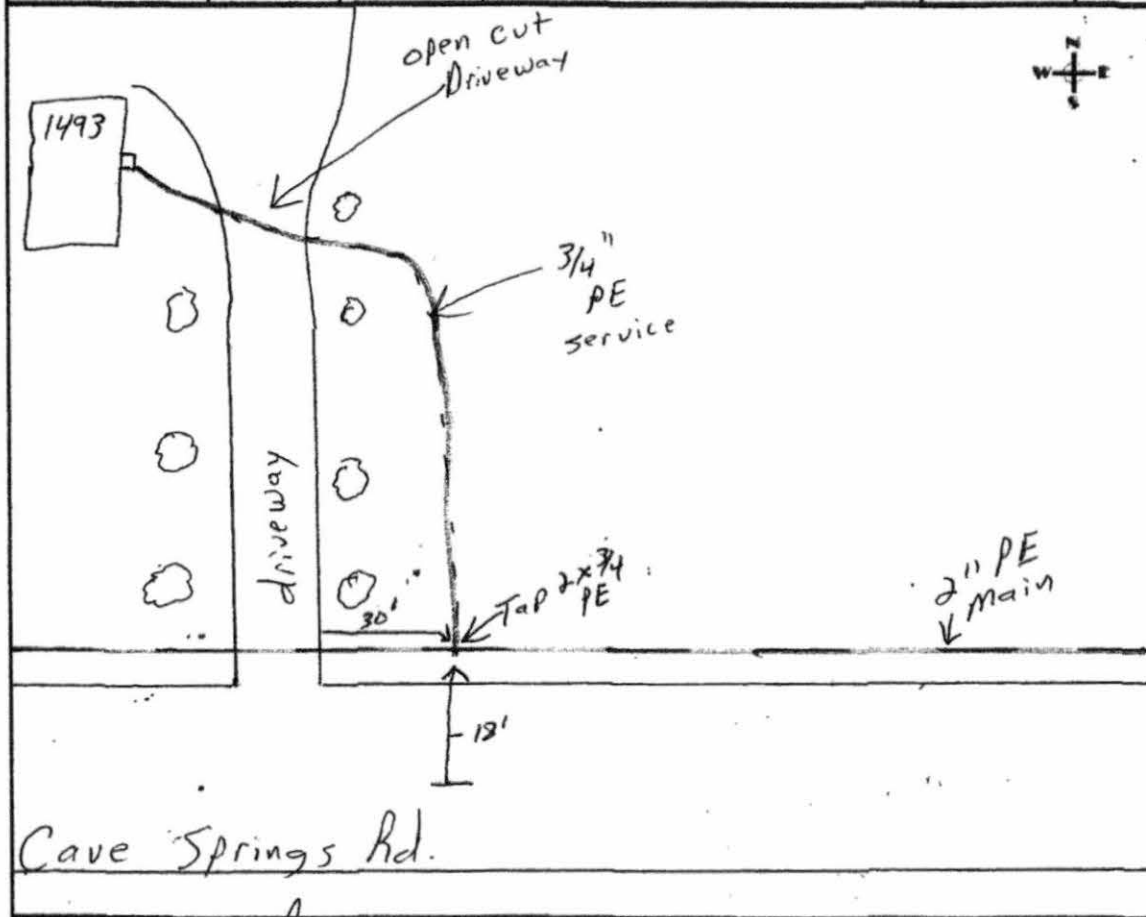 open cut
Driveway
N
W E
S
1493
3/4"
PE
service
driveway
30'
Tap 2x3/4
PE
2" PE
Main
18'
Cave Springs Rd.